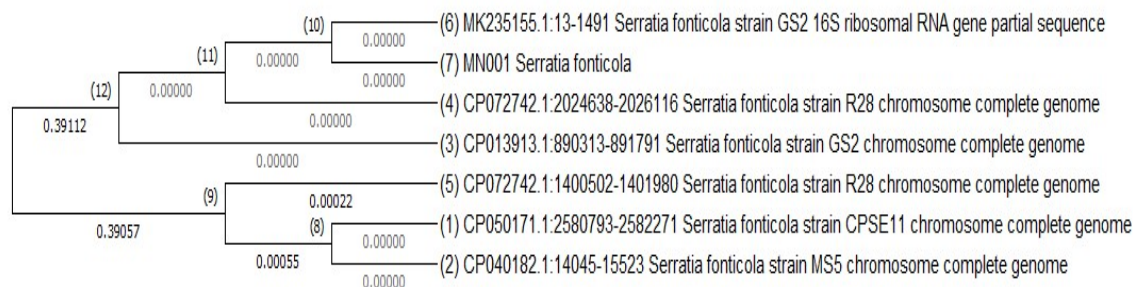 (10)
(6) MK235155.1:13-1491 Serratia fonticola strain GS2 16S ribosomal RNA gene partial sequence
0.00000
(11)
(7) MN001 Serratia fonticola
0.00000
0.00000
(12)
0.00000
(4) CP072742.1:2024638-2026116 Serratia fonticola strain R28 chromosome complete genome
0.00000
0.39112
(3) CP013913.1:890313-891791 Serratia fonticola strain GS2 chromosome complete genome
0.00000
(9)
(5) CP072742.1:1400502-1401980 Serratia fonticola strain R28 chromosome complete genome
0.00022
(8)
(1) CP050171.1:2580793-2582271 Serratia fonticola strain CPSE11 chromosome complete genome
0.39057
0.00000
0.00055
(2) CP040182.1:14045-15523 Serratia fonticola strain MS5 chromosome complete genome
0.00000